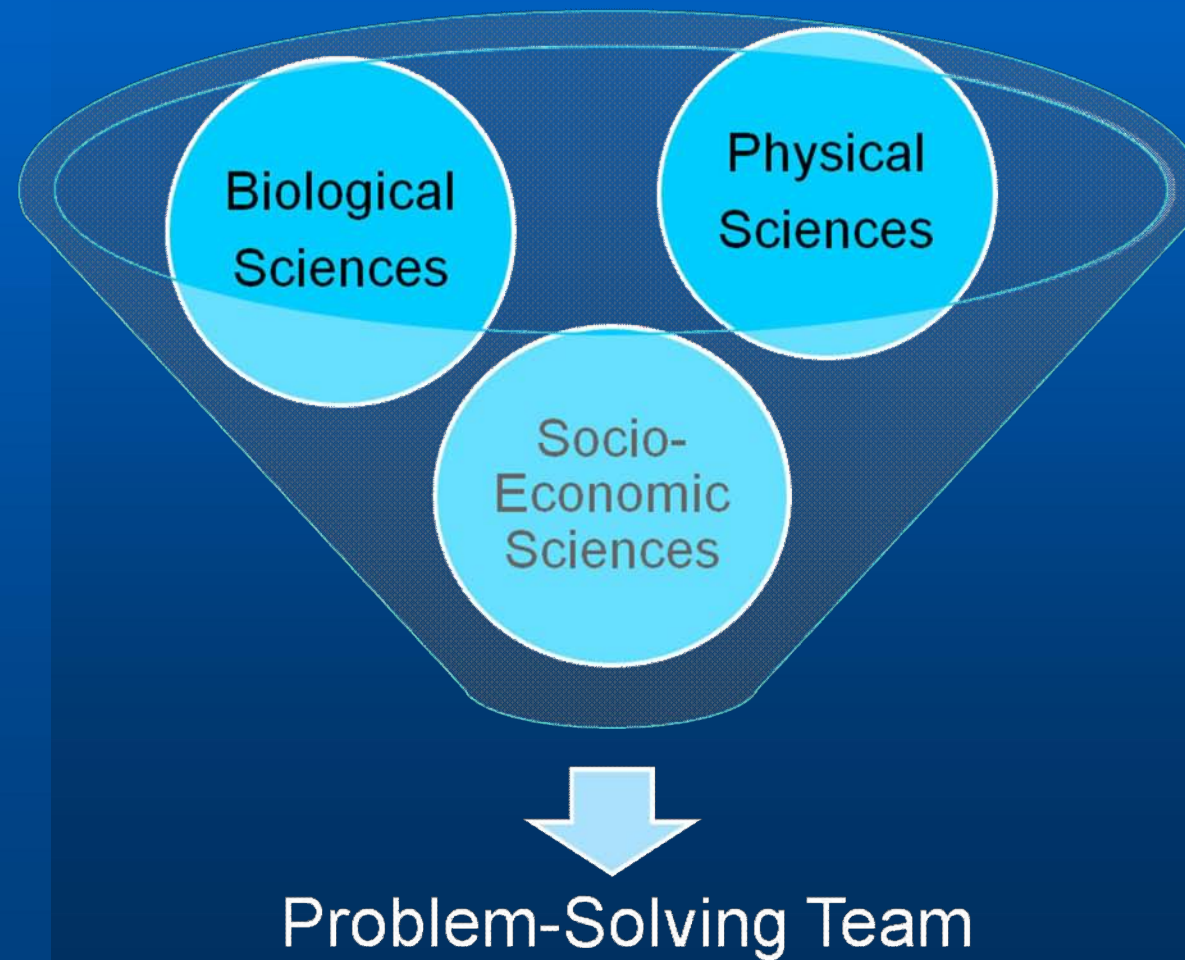 Biological
Sciences
Physical
Sciences
Socio-
Economic
Sciences
Problem-Solving Team